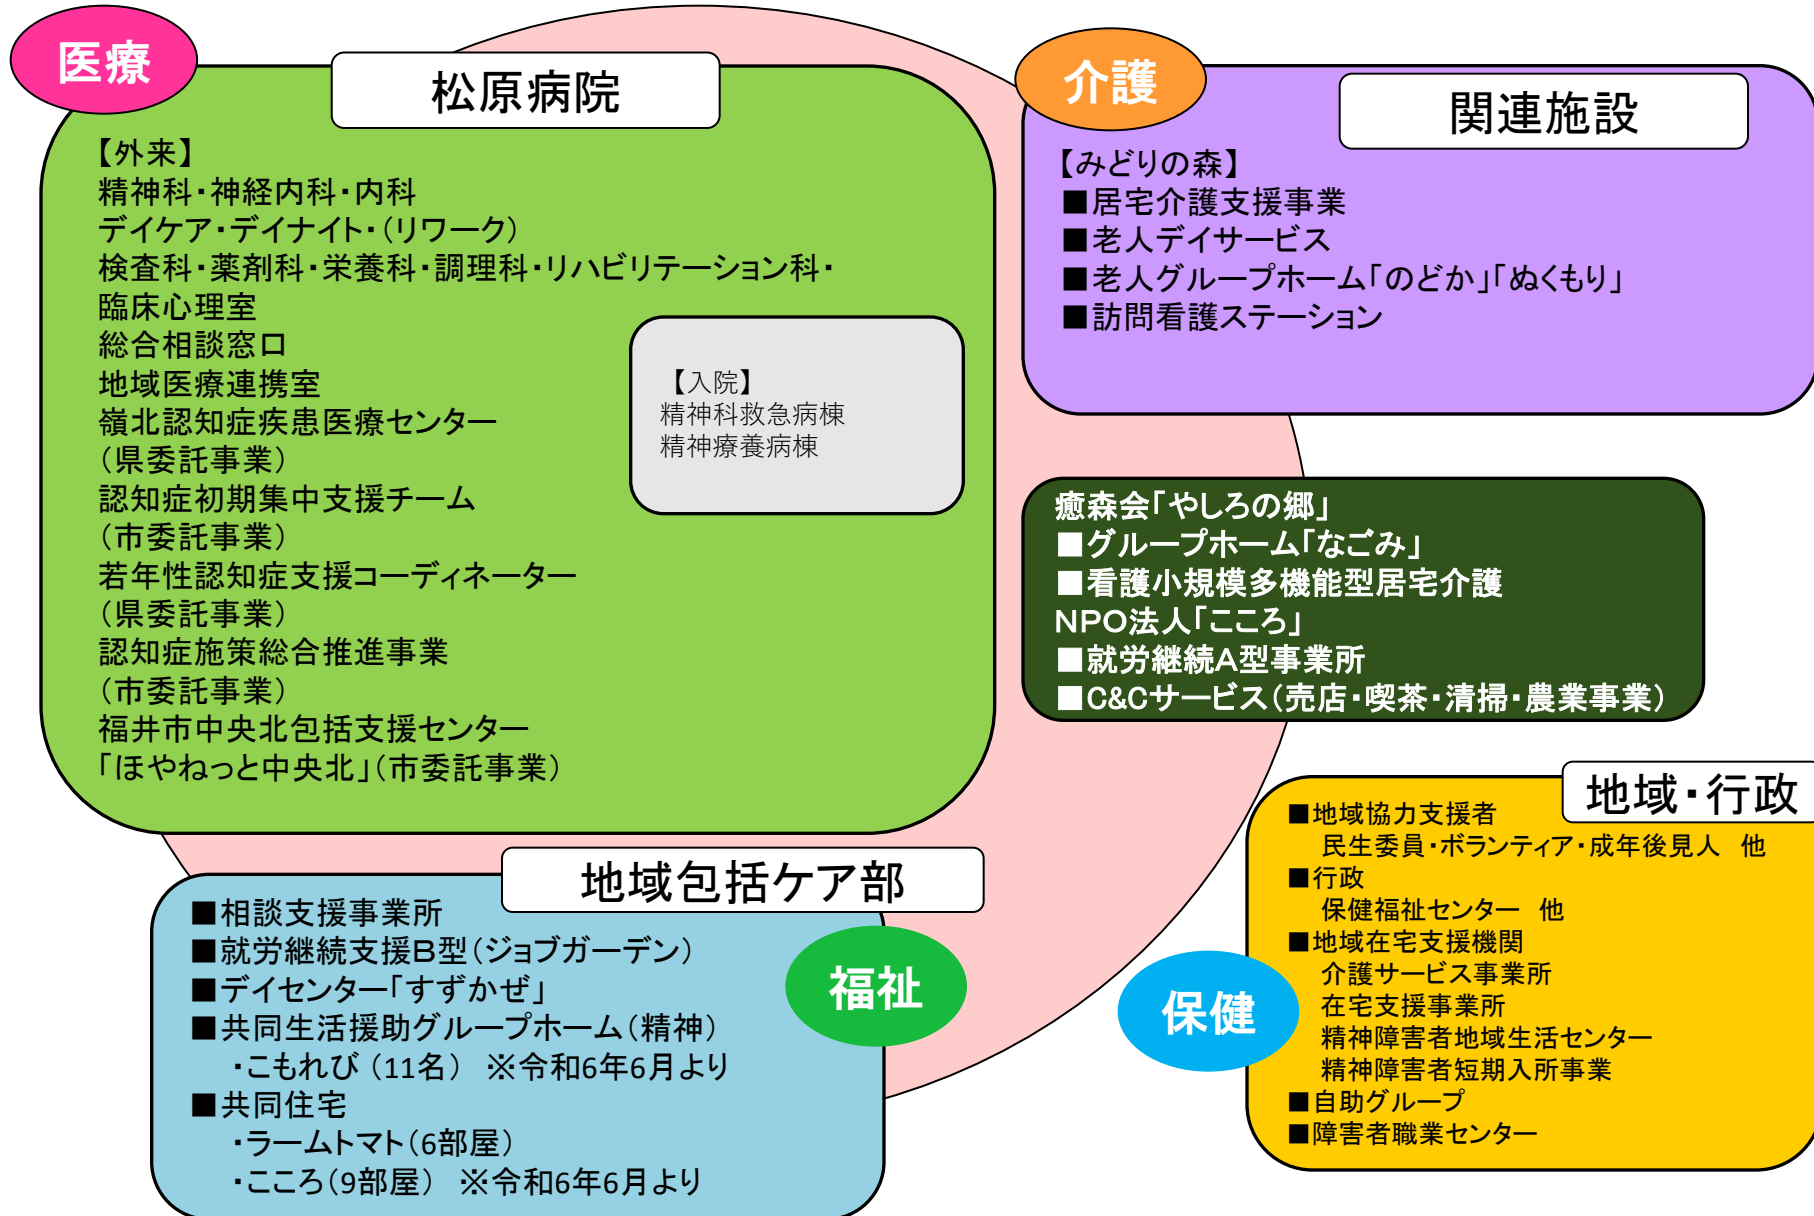 医療
松原病院
【外来】
精神科・神経内科・内科
デイケア・デイナイト・(リワーク)
検査科・薬剤科・栄養科・調理科・リハビリテーション科・
臨床心理室
総合相談窓口
地域医療連携室
嶺北認知症疾患医療センター
(県委託事業)
認知症初期集中支援チーム
(市委託事業)
若年性認知症支援コーディネーター
(県委託事業)
認知症施策総合推進事業
(市委託事業)
福井市中央北包括支援センター
「ほやねっと中央北」(市委託事業)
【入院】
精神科救急病棟
精神療養病棟
介護
関連施設
【みどりの森】
■居宅介護支援事業
■老人デイサービス
■老人グループホーム「のどか」「ぬくもり」
■訪問看護ステーション
癒森会「やしろの郷」
■グループホーム「なごみ」
■看護小規模多機能型居宅介護
NPO法人「こころ」
■就労継続A型事業所
■C&Cサービス(売店・喫茶・清掃・農業事業)
地域包括ケア部
福祉
■相談支援事業所
■就労継続支援B型(ジョブガーデン)
■デイセンター「すずかぜ」
■共同生活援助グループホーム(精神)
・こもれび (11名) ※令和6年6月より
■共同住宅
・ラームトマト(6部屋)
・こころ(9部屋) ※令和6年6月より
地域・行政
保健
■地域協力支援者
民生委員・ボランティア・成年後見人 他
■行政
保健福祉センター 他
■地域在宅支援機関
介護サービス事業所
在宅支援事業所
精神障害者地域生活センター
精神障害者短期入所事業
■自助グループ
■障害者職業センター